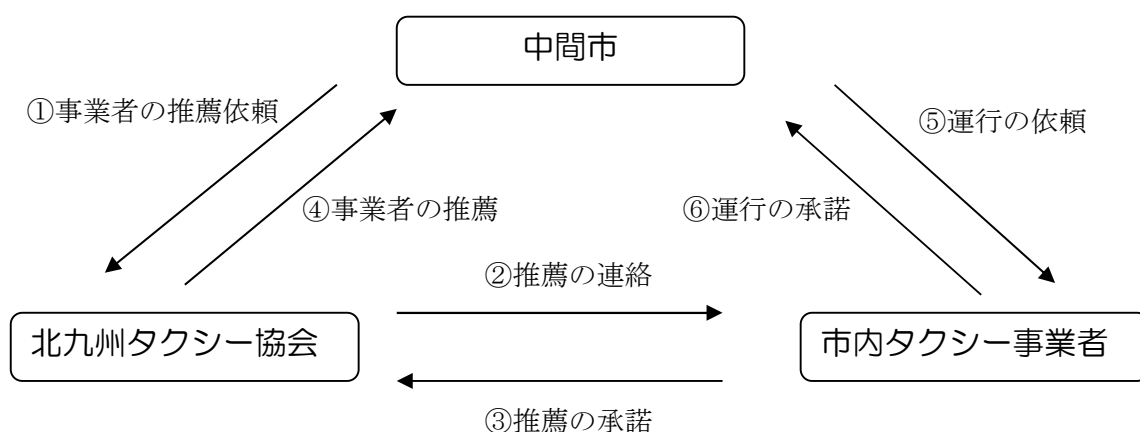 中間市
①事業者の推薦依頼
⑤運行の依頼
④事業者の推薦
⑥運行の承諾
②推薦の連絡
北九州タクシー協会
市内タクシー事業者
③推薦の承諾